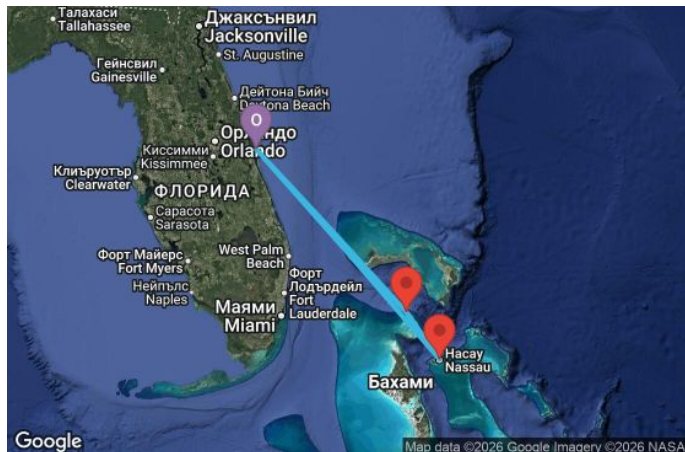 Талахаси
Tallahassee
Джаксънвил
Jacksonville
St. Augustine
Гейнсвил
Gainesville
Дейтона Бийч
Daytona Beach
O
Орландо
Orlando
Кисимми
Kissimmee
Клиъруотър
Clearwater
ФЛОРИДА
Сарасота
Sarasota
West Palm
Beach
Форт Майерс
Fort Myers
Форт
Лодърдейл
Fort
Lauderdale
Нейпълс
Naples
Маями
Miami
Насау
Nassau
Бахами
Google
Map data ©2026 Google Imagery ©2026 NASA